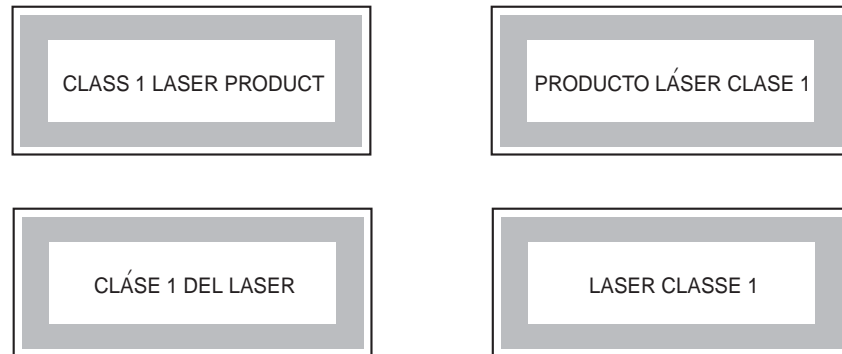 CLASS 1 LASER PRODUCT
PRODUCTO LÁSER CLASE 1
CLÁSE 1 DEL LASER
LASER CLASSE 1